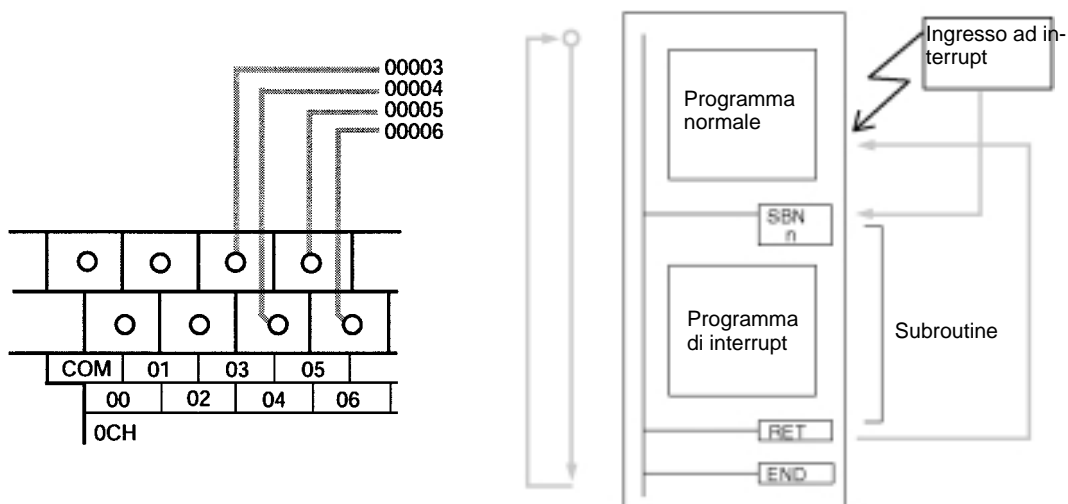 00003
00004
00005
00006
COM 01 03 05
00 02 04 06
0CH
Ingresso ad in-
terrupt
Programma
normale
SBN
n
Programma
di interrupt
Subroutine
RET
END